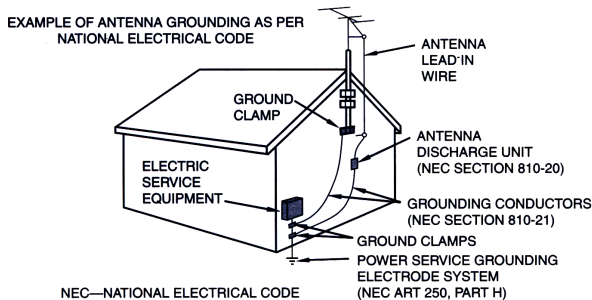 EXAMPLE OF ANTENNA GROUNDING AS PER
NATIONAL ELECTRICAL CODE
ANTENNA
LEAD-IN
WIRE
GROUND
CLAMP
ANTENNA
DISCHARGE UNIT
(NEC SECTION 810-20)
ELECTRIC
SERVICE
EQUIPMENT
GROUNDING CONDUCTORS
(NEC SECTION 810-21)
GROUND CLAMPS
POWER SERVICE GROUNDING
ELECTRODE SYSTEM
(NEC ART 250, PART H)
NEC—NATIONAL ELECTRICAL CODE